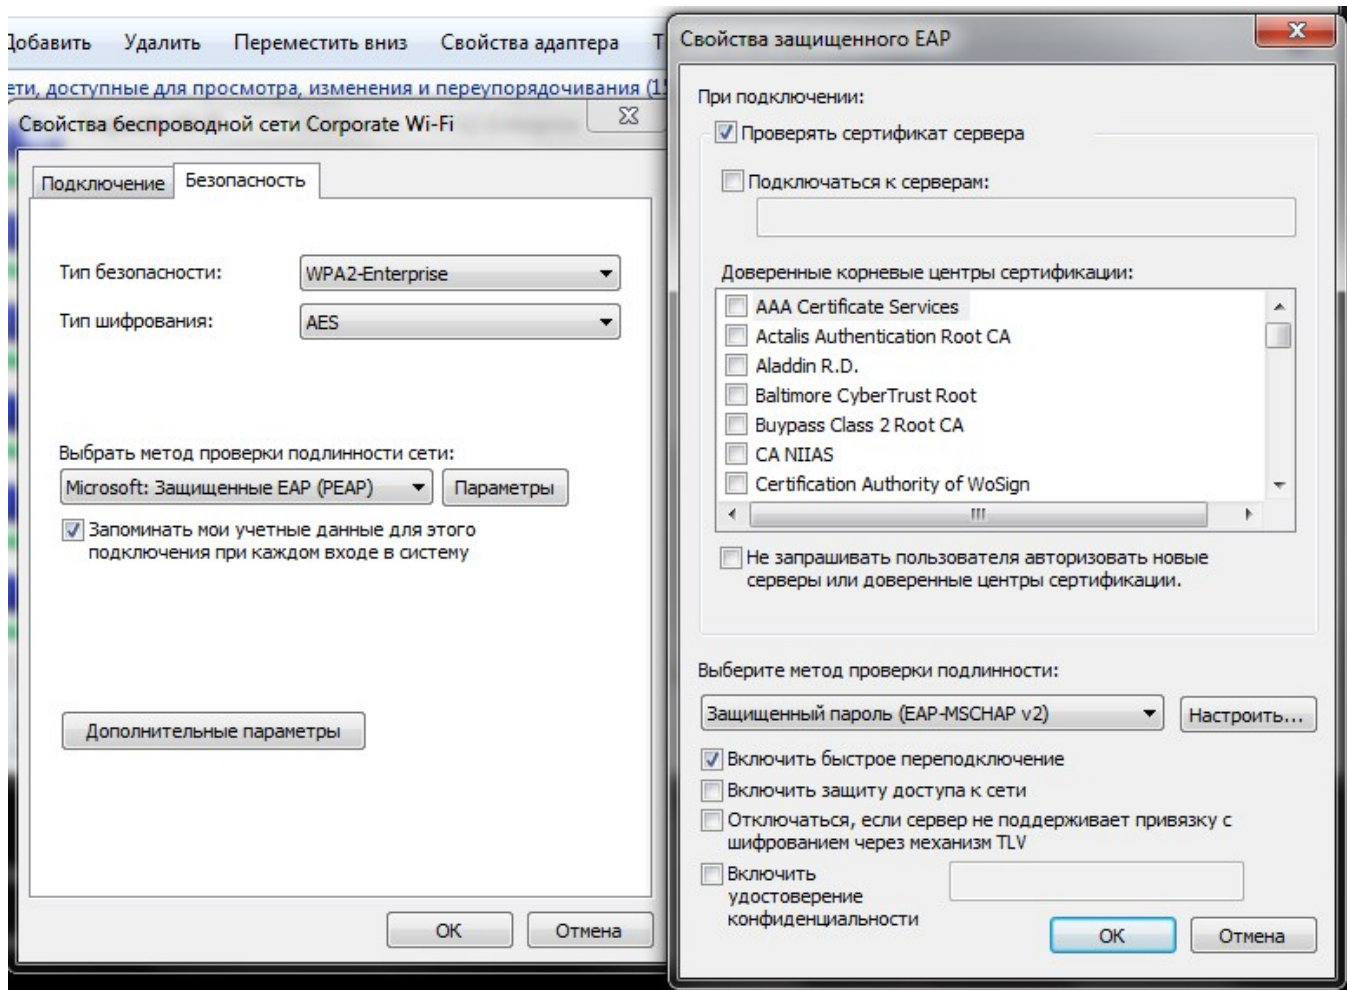 Добавить Удалить Переместить вниз Свойства адаптера
сети, доступные для просмотра, изменения и переупорядочивания
Свойства беспроводной сети Corporate Wi-Fi
Подключение Безопасность
Тип безопасности: WPA2-Enterprise
Тип шифрования: AES
Выбрать метод проверки подлинности сети:
Microsoft: Защищенные EAP (PEAP) Параметры
Запоминать мои учетные данные для этого
подключения при каждом входе в систему
Дополнительные параметры
OK Отмена
Свойства защищенного EAP
При подключении:
Проверять сертификат сервера
Подключаться к серверам:
Доверенные корневые центры сертификации:
AAA Certificate Services
Actalis Authentication Root CA
Aladdin R.D.
Baltimore CyberTrust Root
Buypass Class 2 Root CA
CA NIIAS
Certification Authority of WoSign
Не запрашивать пользователя авторизовать новые
серверы или доверенные центры сертификации.
Выберите метод проверки подлинности:
Защищенный пароль (EAP-MSCHAP v2) Настроить...
Включить быстрое переподключение
Включить защиту доступа к сети
Отключаться, если сервер не поддерживает привязку с
шифрованием через механизм TLV
Включить
удостоверение
конфиденциальности
OK Отмена